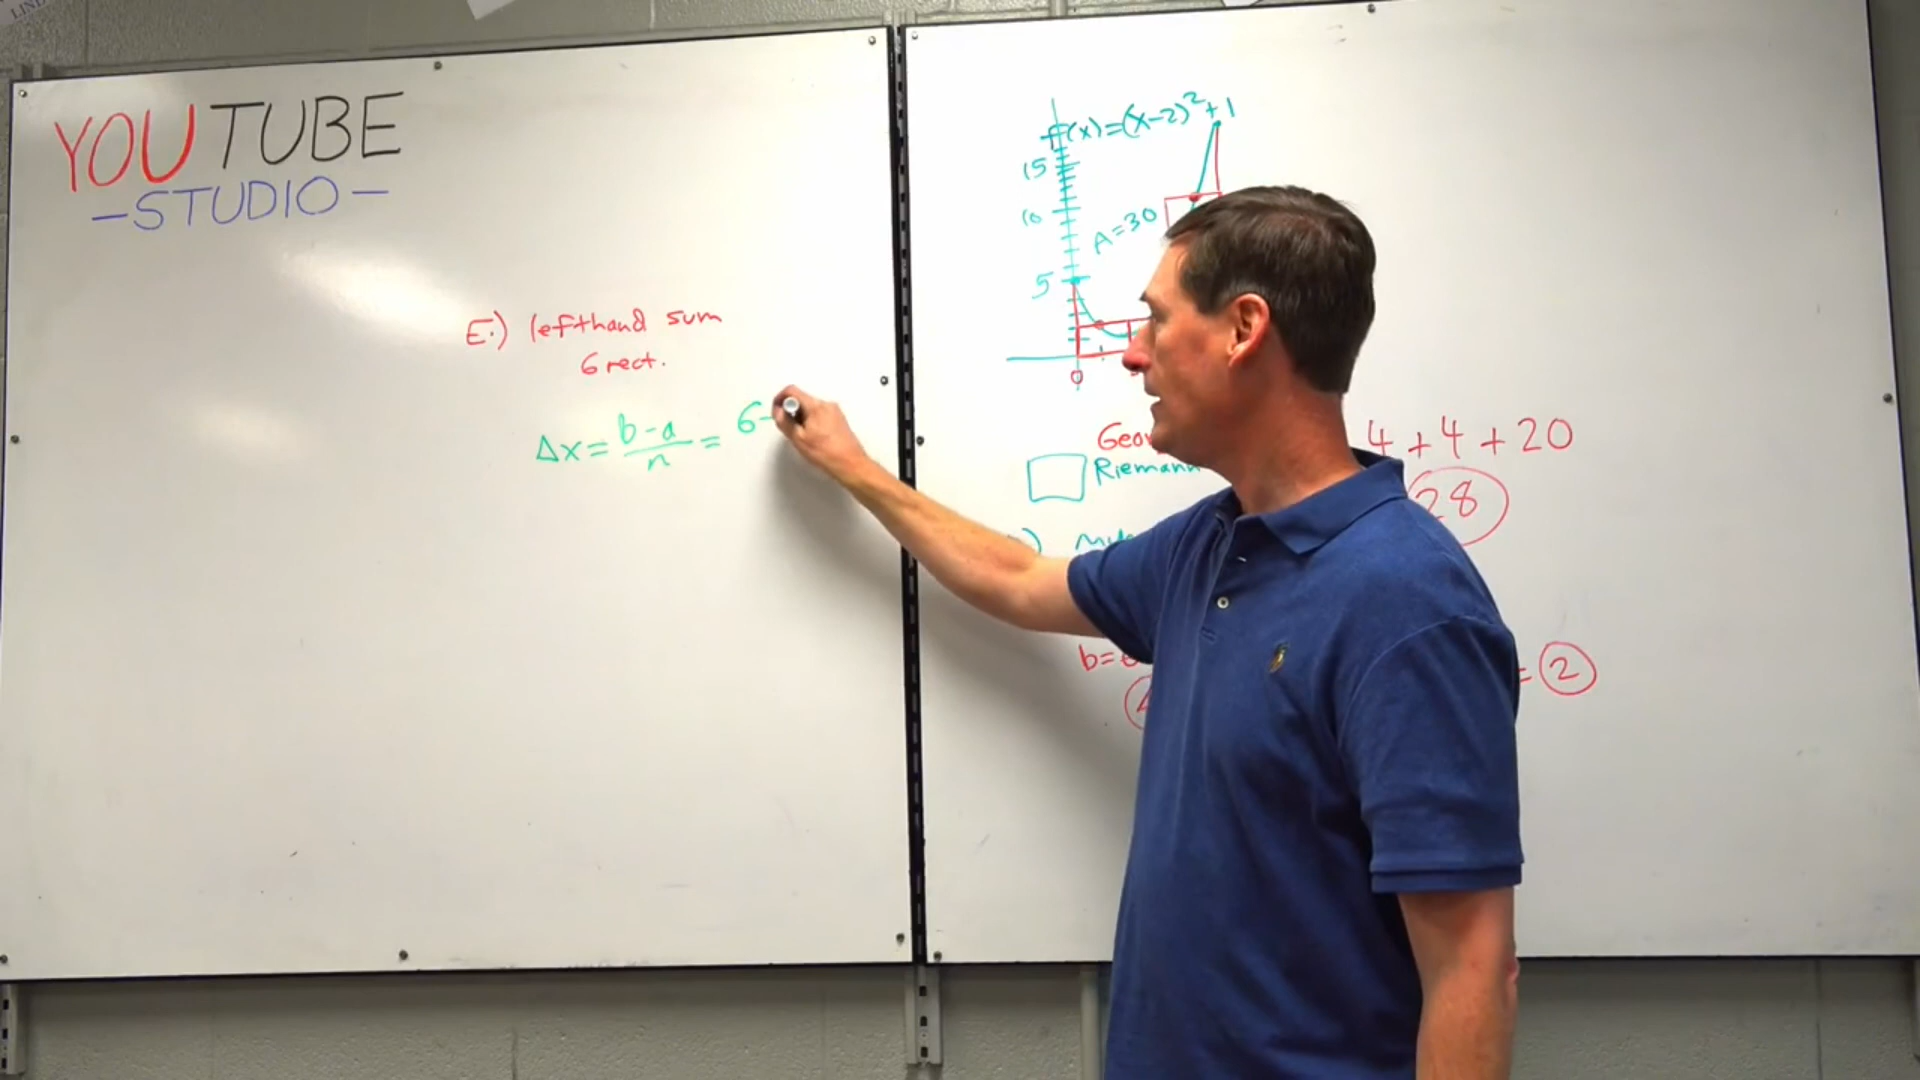 LIND
YOUTUBE
-STUDIO-
E.) lefthand sum
6 rect.
Δx = b-a / n = 6-
f(x)=(x-2)²+1
15
10
5
A=30
0
4+4+20
Riemann
28
b=
= 2